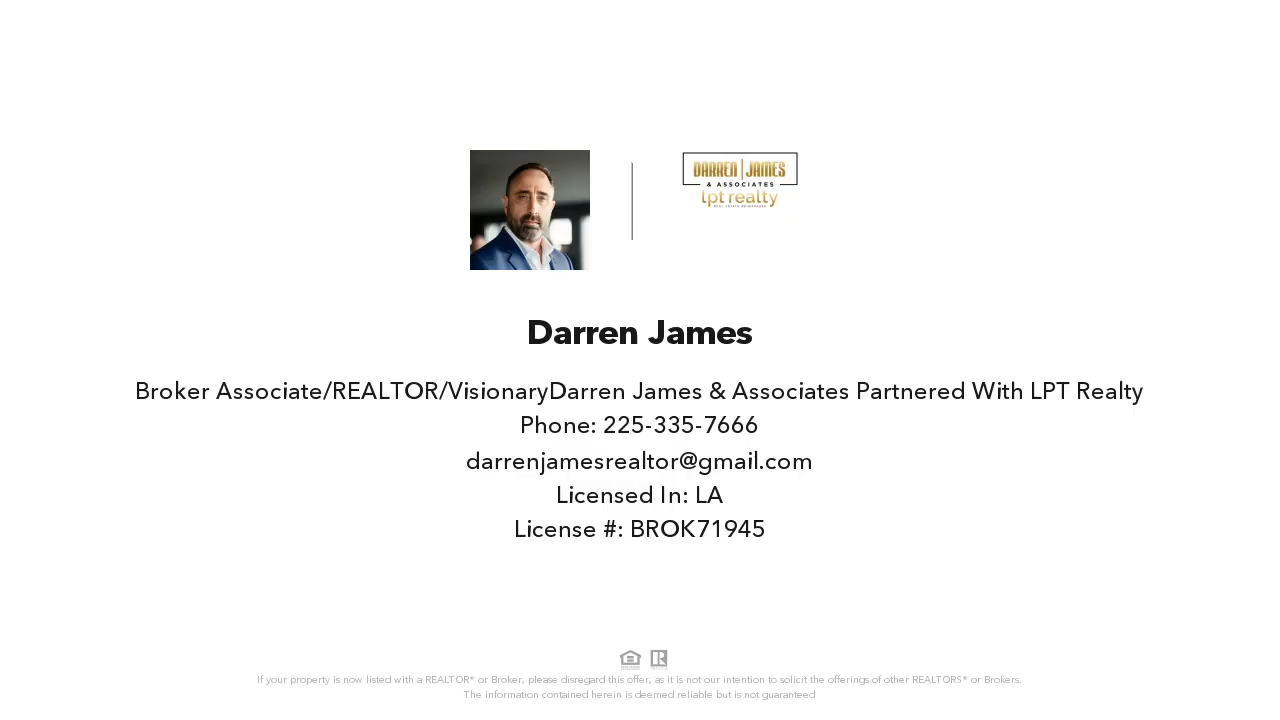 DARREN | JAMES
& ASSOCIATES
lpt realty
REAL ESTATE BROKERAGE
Darren James
Broker Associate/REALTOR/VisionaryDarren James & Associates Partnered With LPT Realty
Phone: 225-335-7666
darrenjamesrealtor@gmail.com
Licensed In: LA
License #: BROK71945
If your property is now listed with a REALTOR® or Broker, please disregard this offer, as it is not our intention to solicit the offerings of other REALTORS® or Brokers.
The information contained herein is deemed reliable but is not guaranteed